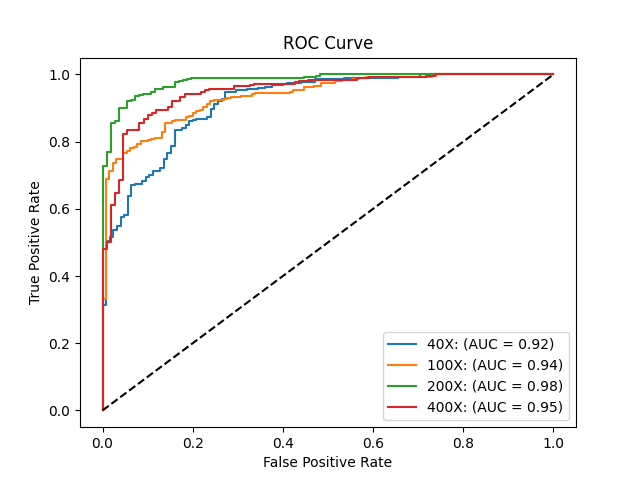 ROC Curve
True Positive Rate
1.0
0.8
0.6
0.4
0.2
0.0
0.0 0.2 0.4 0.6 0.8 1.0
False Positive Rate
40X: (AUC = 0.92)
100X: (AUC = 0.94)
200X: (AUC = 0.98)
400X: (AUC = 0.95)